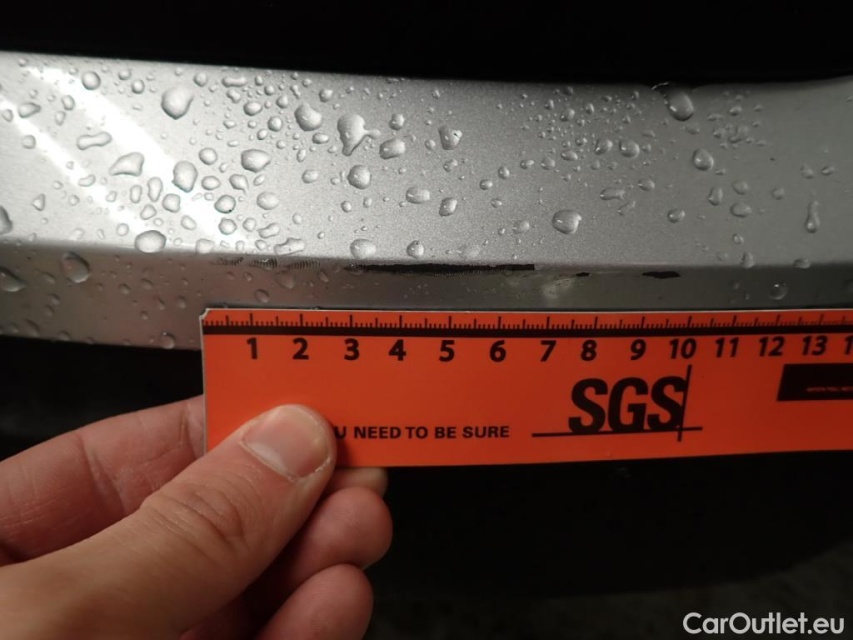 1 2 3 4 5 6 7 8 9 10 11 12 13 1
U NEED TO BE SURE
SGS
CarOutlet.eu